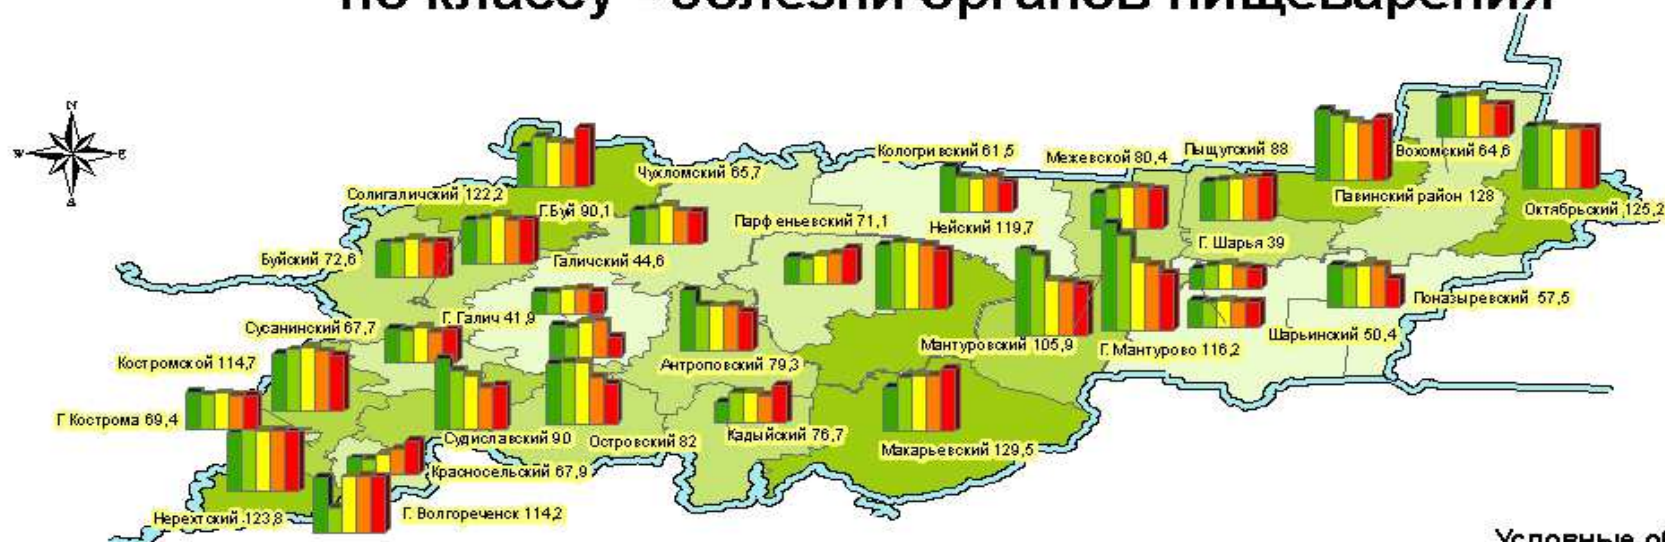 по классу "болезни органов пищеварения"
N
W
E
S
Кологривский 61,5
Межевской 80,4
Пыщугский 88
Вохомский 64,6
Чухломский 65,7
Солигаличский 122,2
Павинский район 128
Октябрьский 125,2
Г.Буй 90,1
Парфеньевский 71,1
Нейский 119,7
Г. Шарья 39
Буйский 72,6
Галичский 44,6
Поназыревский 57,5
Г. Галич 41,9
Сусанинский 67,7
Шарьинский 50,4
Мантуровский 105,9
Г. Мантурово 116,2
Костромской 114,7
Антроповский 79,3
Г Кострома 69,4
Судиславский 90
Островский 82
Кадыйский 76,7
Макарьевский 129,5
Красносельский 67,9
Нерехтский 123,8
Г. Волгореченск 114,2
Условные